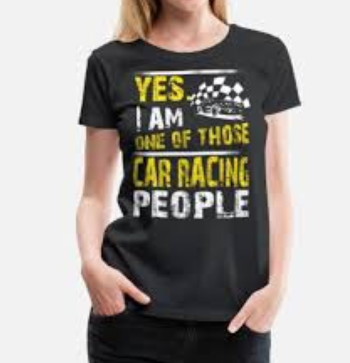 YES
I AM
ONE OF THOSE
CAR RACING
PEOPLE